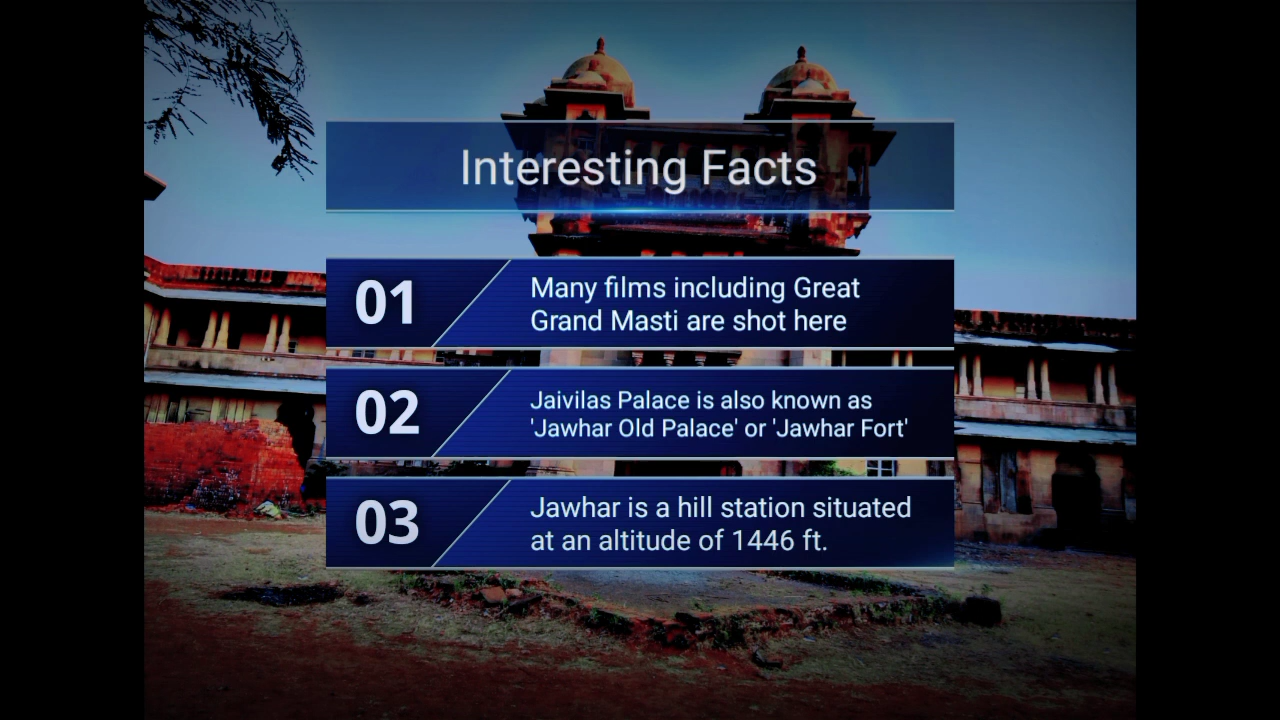 Interesting Facts
01
Many films including Great
Grand Masti are shot here
02
Jaivilas Palace is also known as
'Jawhar Old Palace' or 'Jawhar Fort'
03
Jawhar is a hill station situated
at an altitude of 1446 ft.